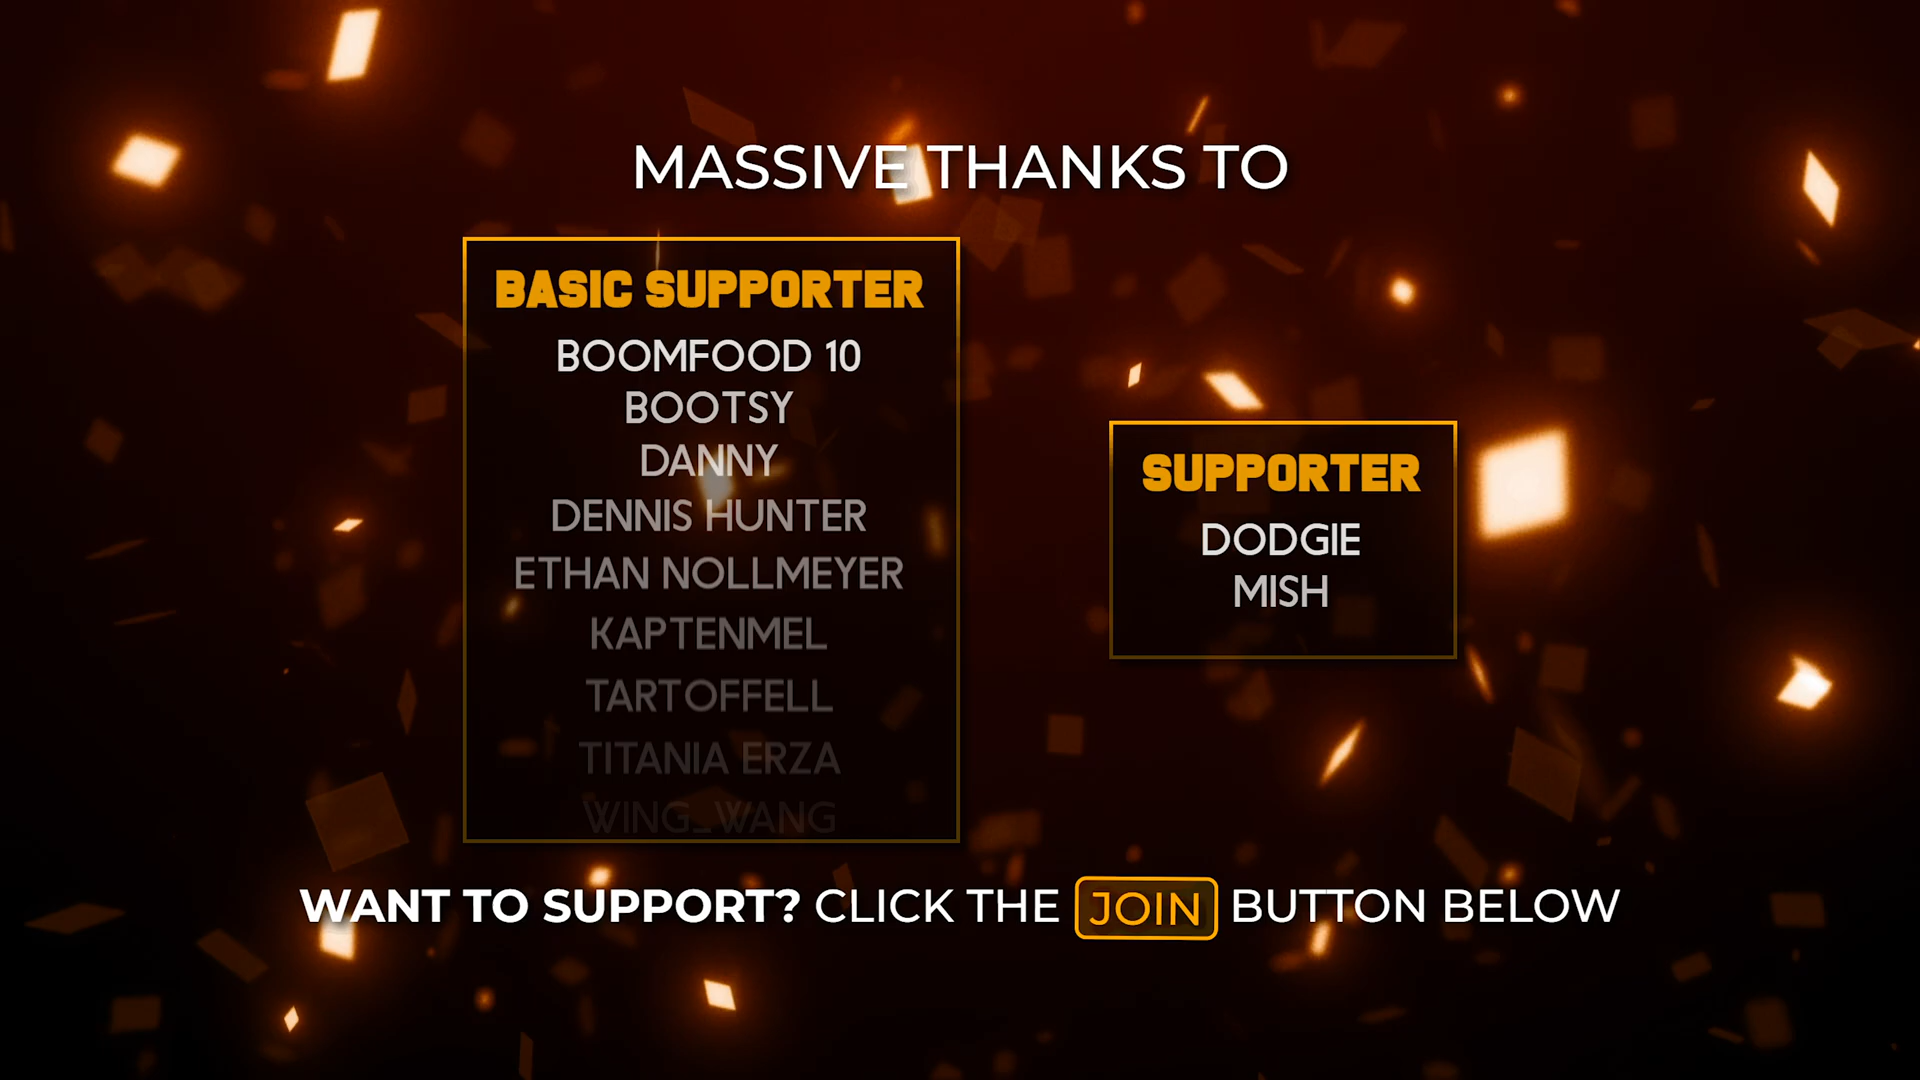 MASSIVE THANKS TO
BASIC SUPPORTER
BOOMFOOD 10
BOOTSY
DANNY
DENNIS HUNTER
ETHAN NOLLMEYER
KAPTENMEL
TARTOFFELL
TITANIA ERZA
WING_WANG
SUPPORTER
DODGIE
MISH
WANT TO SUPPORT? CLICK THE JOIN BUTTON BELOW